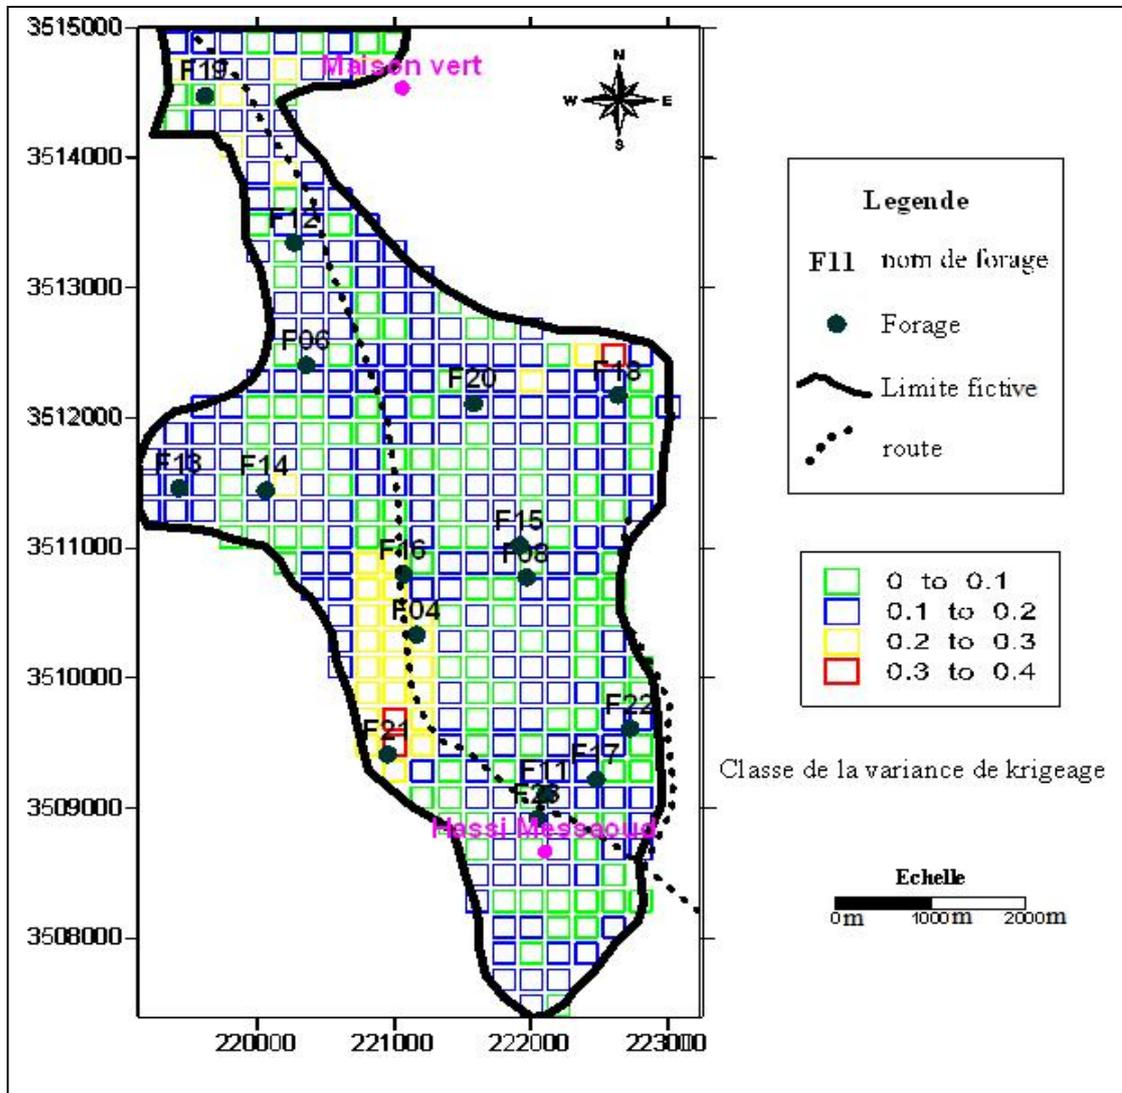 3515000
3514000
3513000
3512000
3511000
3510000
3509000
3508000
220000
221000
222000
223000
Maison vert
F19
N
W E
S
F12
F06
F20
F18
F13
F14
F15
F16
F08
F04
F21
F22
F17
F11
F23
Hassi Messaoud
Legende
F11 nom de forage
Forage
Limite fictive
route
0 to 0.1
0.1 to 0.2
0.2 to 0.3
0.3 to 0.4
Classe de la variance de krigeage
Echelle
0m 1000m 2000m